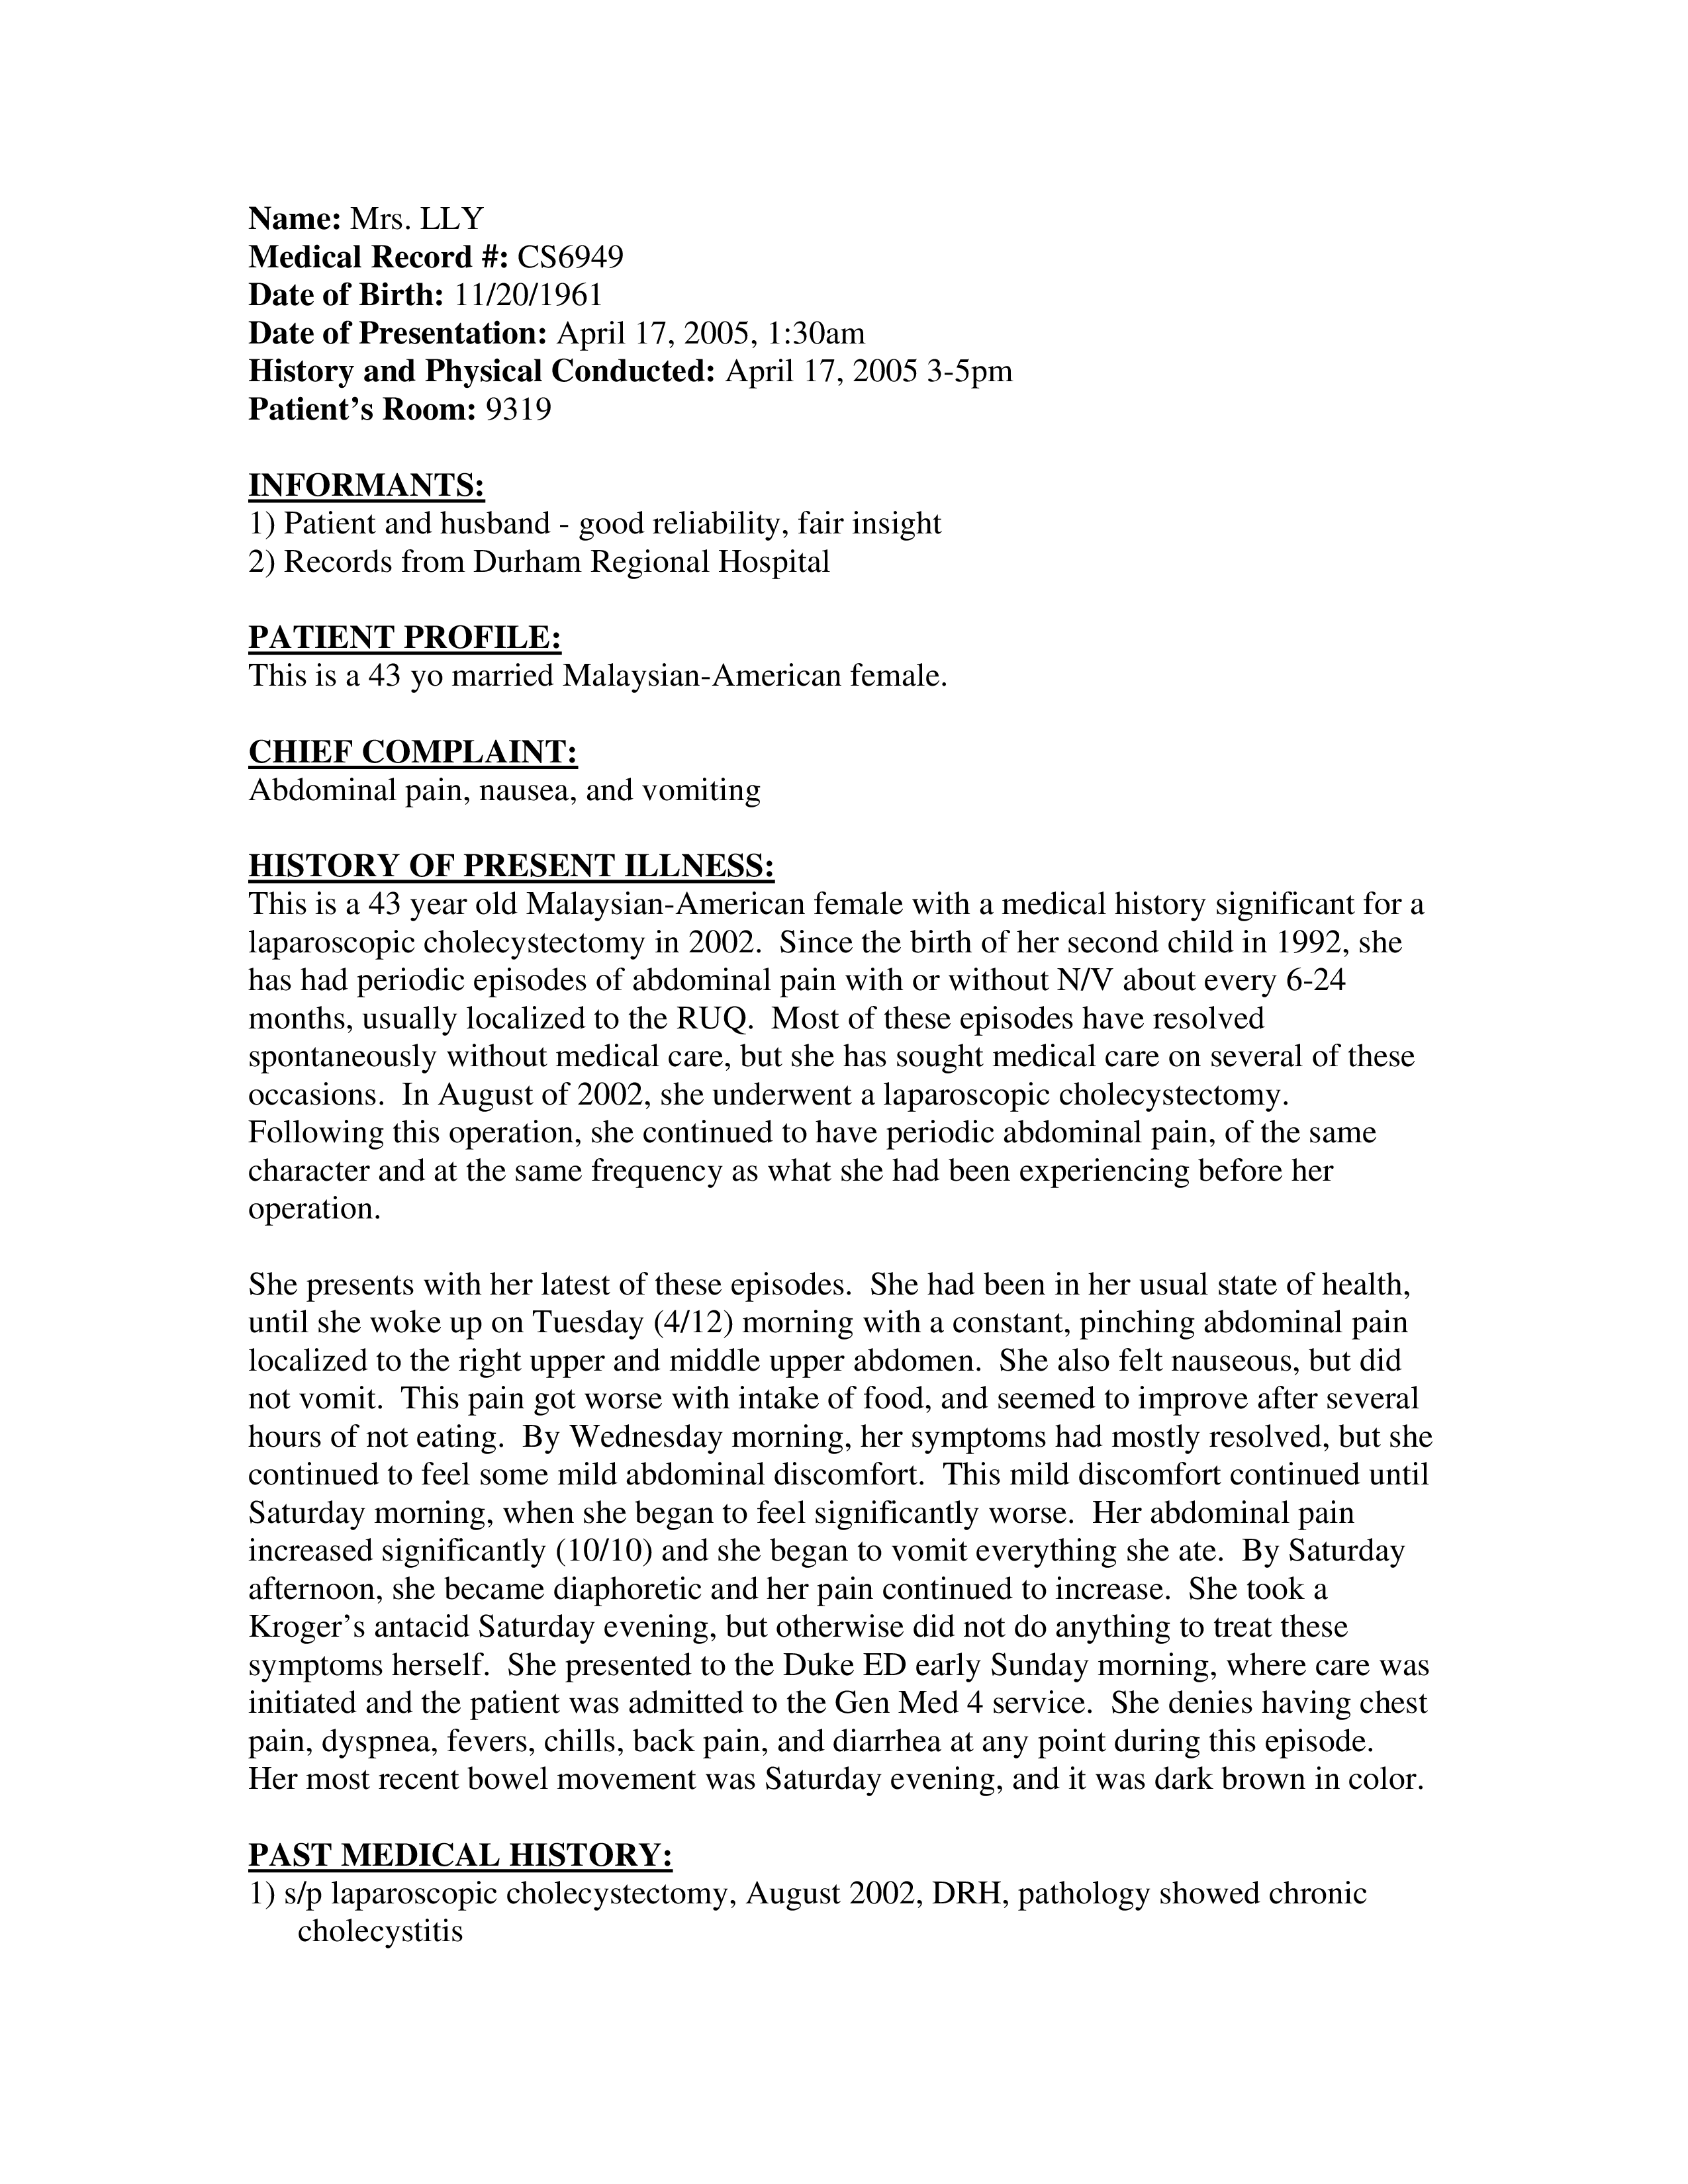 Name: Mrs. LLY
Medical Record #: CS6949
Date of Birth: 11/20/1961
Date of Presentation: April 17, 2005, 1:30am
History and Physical Conducted: April 17, 2005 3-5pm
Patient’s Room: 9319
INFORMANTS:
1) Patient and husband - good reliability, fair insight
2) Records from Durham Regional Hospital
PATIENT PROFILE:
This is a 43 yo married Malaysian-American female.
CHIEF COMPLAINT:
Abdominal pain, nausea, and vomiting
HISTORY OF PRESENT ILLNESS:
This is a 43 year old Malaysian-American female with a medical history significant for a
laparoscopic cholecystectomy in 2002.  Since the birth of her second child in 1992, she
has had periodic episodes of abdominal pain with or without N/V about every 6-24
months, usually localized to the RUQ.  Most of these episodes have resolved
spontaneously without medical care, but she has sought medical care on several of these
occasions.  In August of 2002, she underwent a laparoscopic cholecystectomy.
Following this operation, she continued to have periodic abdominal pain, of the same
character and at the same frequency as what she had been experiencing before her
operation.
She presents with her latest of these episodes.  She had been in her usual state of health,
until she woke up on Tuesday (4/12) morning with a constant, pinching abdominal pain
localized to the right upper and middle upper abdomen.  She also felt nauseous, but did
not vomit.  This pain got worse with intake of food, and seemed to improve after several
hours of not eating.  By Wednesday morning, her symptoms had mostly resolved, but she
continued to feel some mild abdominal discomfort.  This mild discomfort continued until
Saturday morning, when she began to feel significantly worse.  Her abdominal pain
increased significantly (10/10) and she began to vomit everything she ate.  By Saturday
afternoon, she became diaphoretic and her pain continued to increase.  She took a
Kroger’s antacid Saturday evening, but otherwise did not do anything to treat these
symptoms herself.  She presented to the Duke ED early Sunday morning, where care was
initiated and the patient was admitted to the Gen Med 4 service.  She denies having chest
pain, dyspnea, fevers, chills, back pain, and diarrhea at any point during this episode.
Her most recent bowel movement was Saturday evening, and it was dark brown in color.
PAST MEDICAL HISTORY:
1) s/p laparoscopic cholecystectomy, August 2002, DRH, pathology showed chronic
cholecystitis